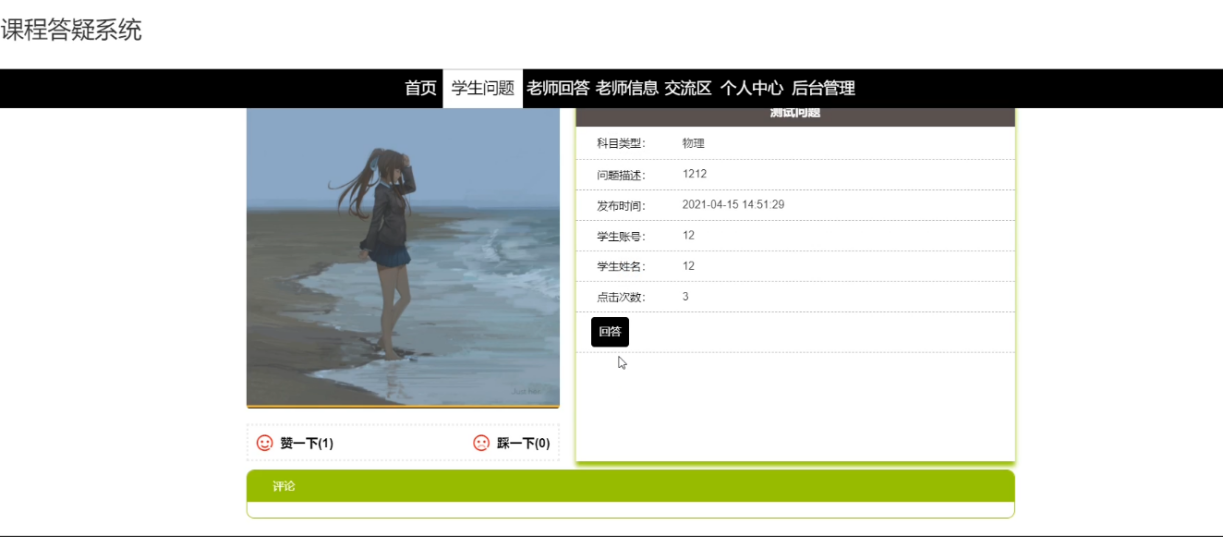 课程答疑系统
首页 学生问题 老师回答 老师信息 交流区 个人中心 后台管理
测试问题
科目类型: 物理
问题描述: 1212
发布时间: 2021-04-15 14:51:29
学生账号: 12
学生姓名: 12
点击次数: 3
回答
赞一下(1) 踩一下(0)
评论